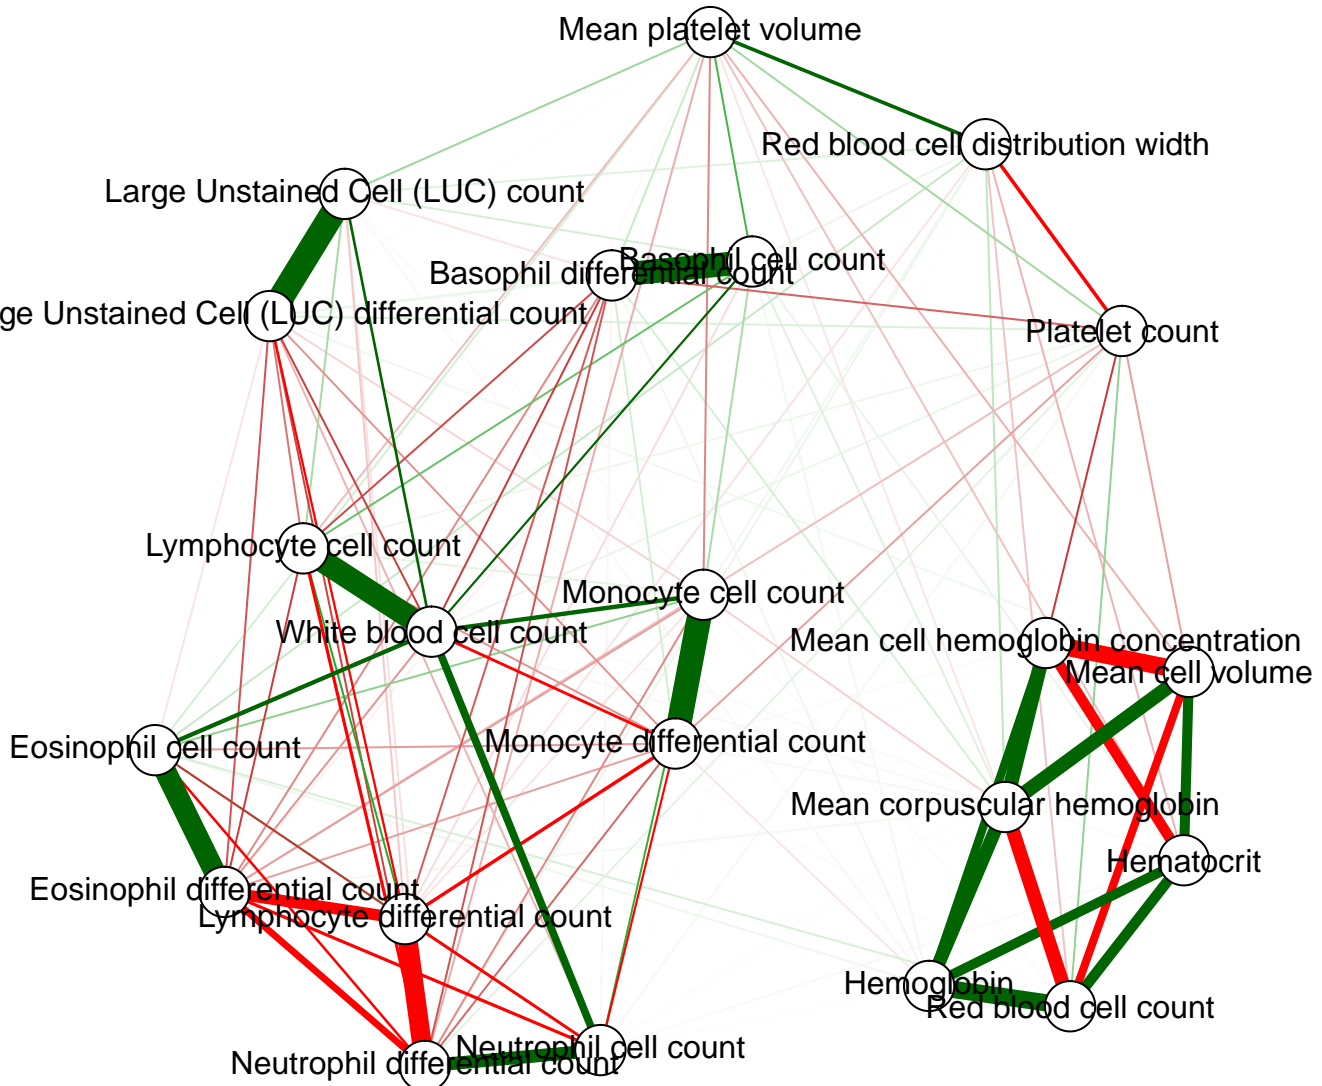 Mean platelet volume
Red blood cell distribution width
Large Unstained Cell (LUC) count
Basophil cell count
Basophil differential count
ge Unstained Cell (LUC) differential count
Platelet count
Lymphocyte cell count
Monocyte cell count
White blood cell count
Mean cell hemoglobin concentration
Mean cell volume
Eosinophil cell count
Monocyte differential count
Mean corpuscular hemoglobin
Hematocrit
Eosinophil differential count
Lymphocyte differential count
Hemoglobin
Red blood cell count
Neutrophil cell count
Neutrophil differential count